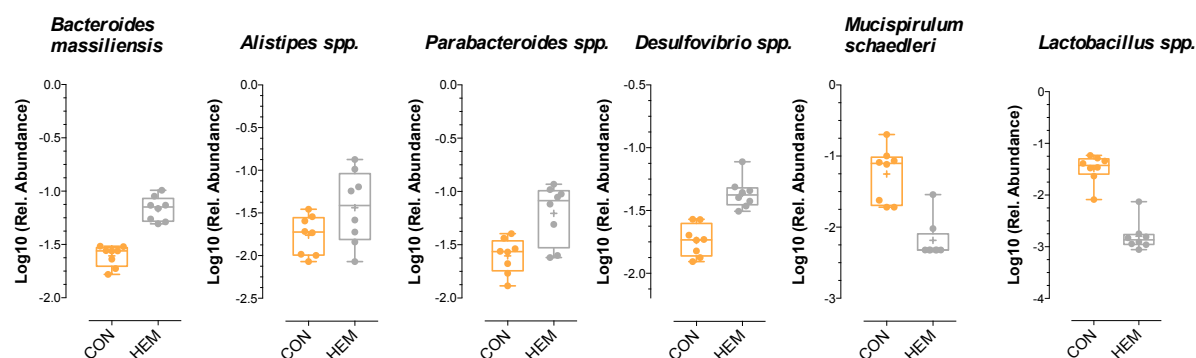 Bacteroides
massiliensis
Alistipes spp.
Parabacteroides spp.
Desulfovibrio spp.
Mucispirulum
schaedleri
Lactobacillus spp.
Log10 (Rel. Abundance)
0.0
-0.5
-1.0
-1.5
-2.0
CON
HEM
Log10 (Rel. Abundance)
0.0
-0.5
-1.0
-1.5
-2.0
-2.5
CON
HEM
Log10 (Rel. Abundance)
0.0
-0.5
-1.0
-1.5
-2.0
CON
HEM
Log10 (Rel. Abundance)
-0.5
-1.0
-1.5
-2.0
CON
HEM
Log10 (Rel. Abundance)
0
-1
-2
-3
CON
HEM
Log10 (Rel. Abundance)
0
-1
-2
-3
-4
CON
HEM